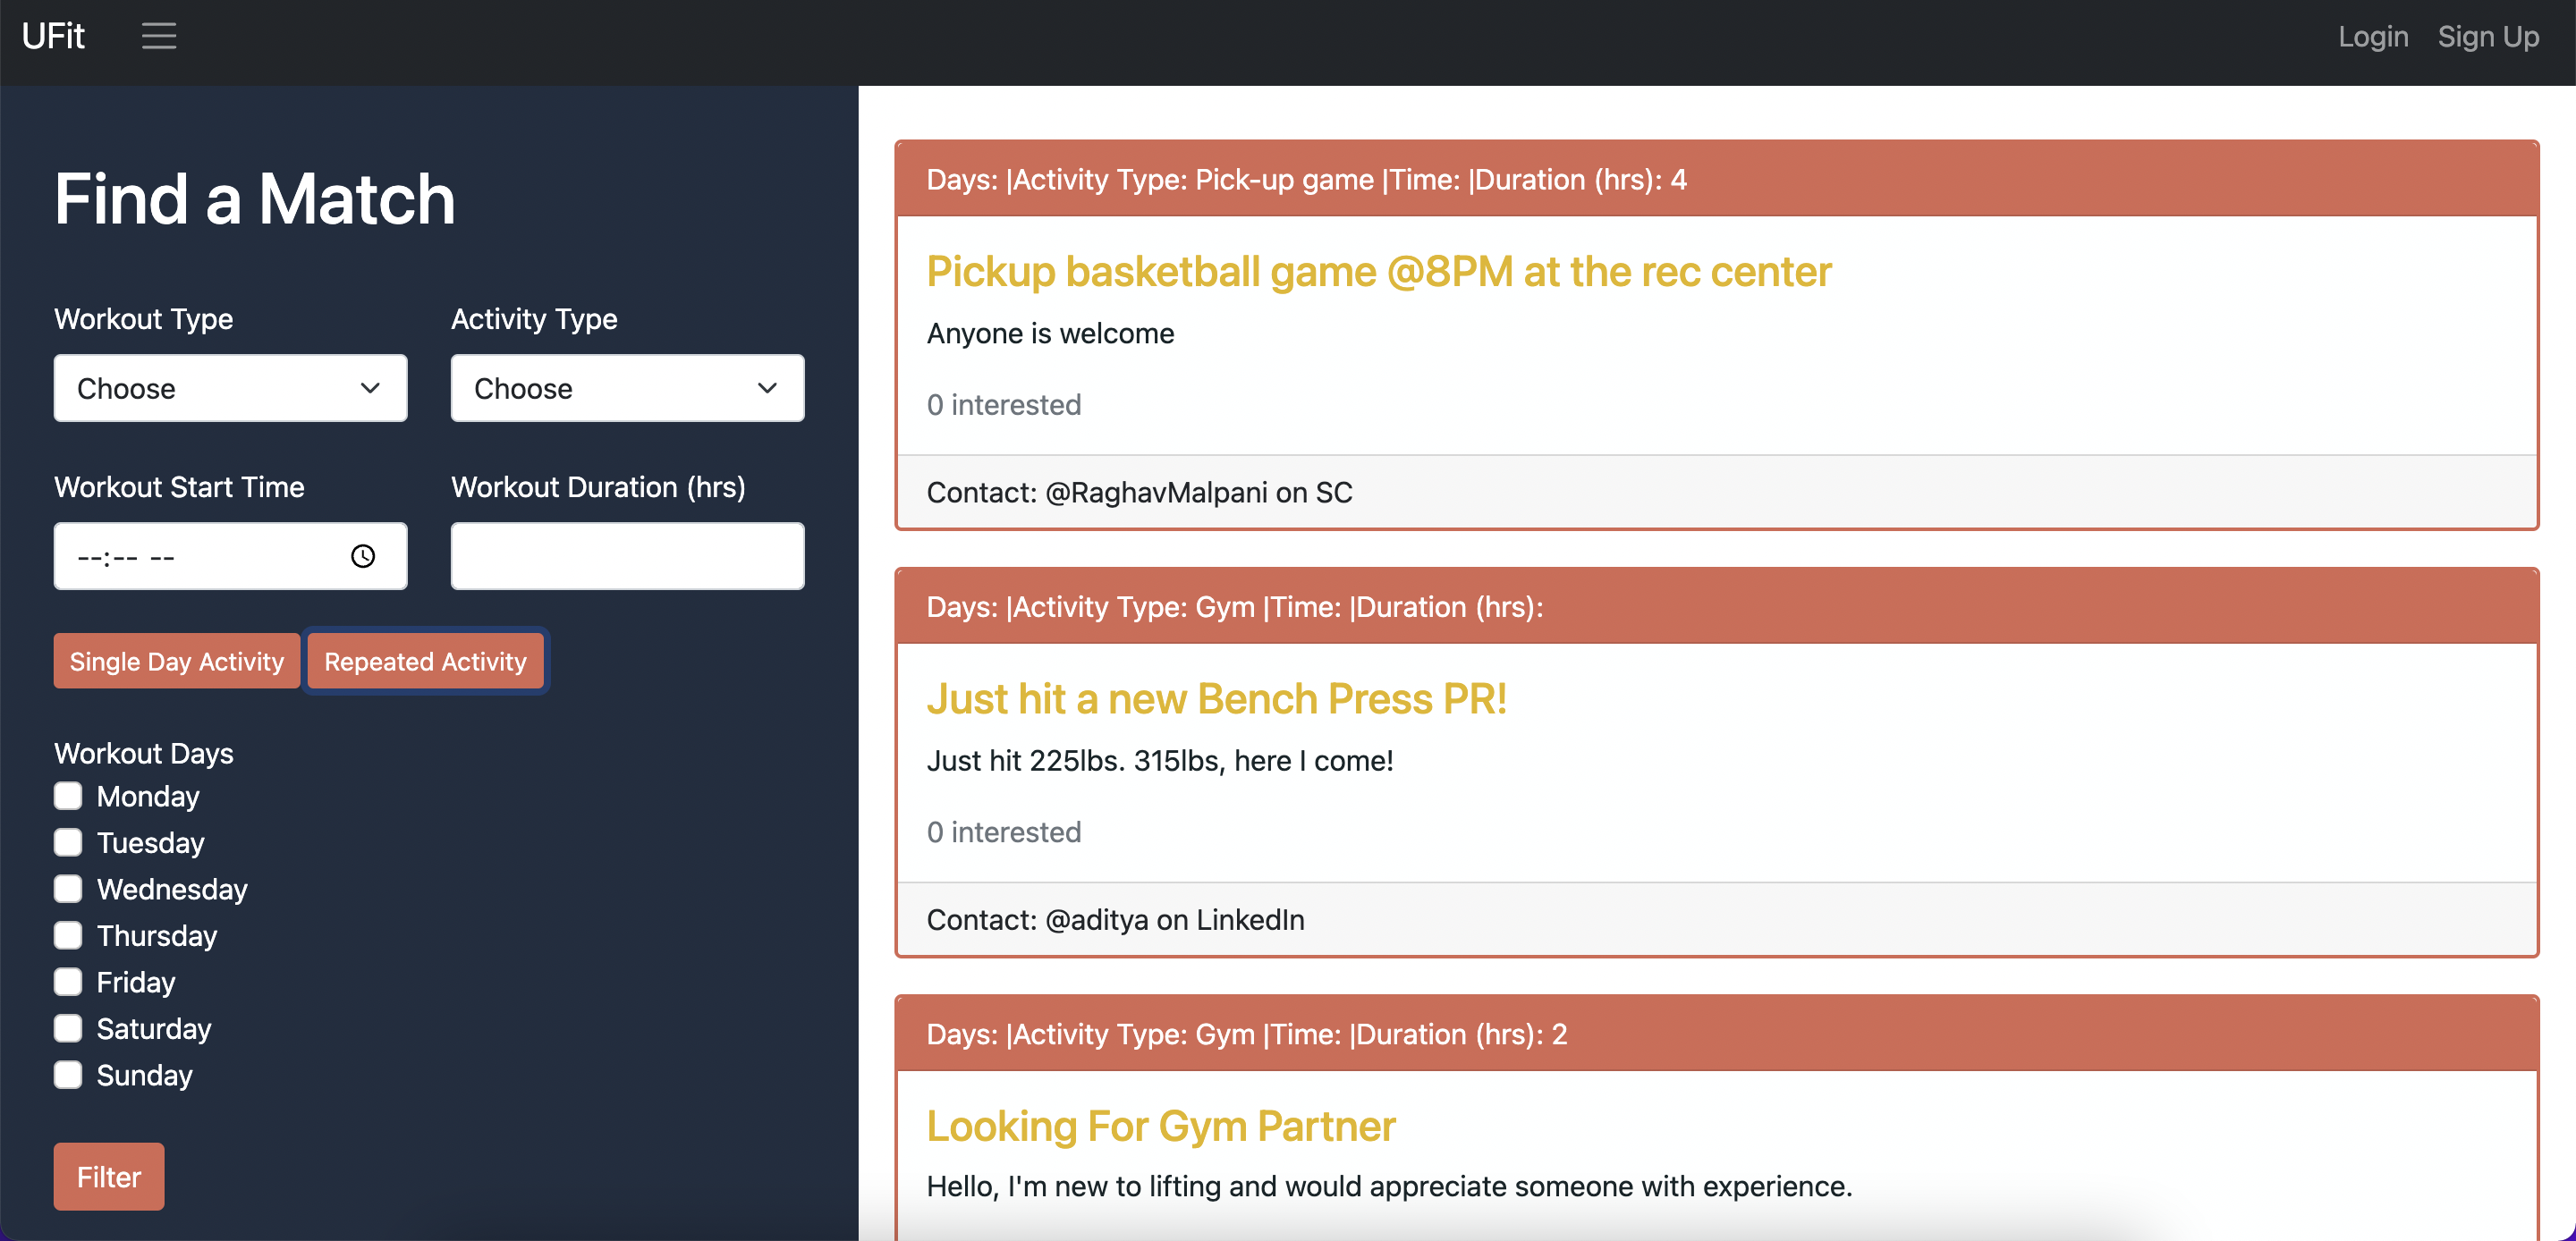 UFit
Login Sign Up
Find a Match
Workout Type
Activity Type
Choose
Choose
Workout Start Time
Workout Duration (hrs)
--:-- --
Single Day Activity
Repeated Activity
Workout Days
Monday
Tuesday
Wednesday
Thursday
Friday
Saturday
Sunday
Filter
Days: |Activity Type: Pick-up game |Time: |Duration (hrs): 4
Pickup basketball game @8PM at the rec center
Anyone is welcome
0 interested
Contact: @RaghavMalpani on SC
Days: |Activity Type: Gym |Time: |Duration (hrs):
Just hit a new Bench Press PR!
Just hit 225lbs. 315lbs, here I come!
0 interested
Contact: @aditya on LinkedIn
Days: |Activity Type: Gym |Time: |Duration (hrs): 2
Looking For Gym Partner
Hello, I'm new to lifting and would appreciate someone with experience.